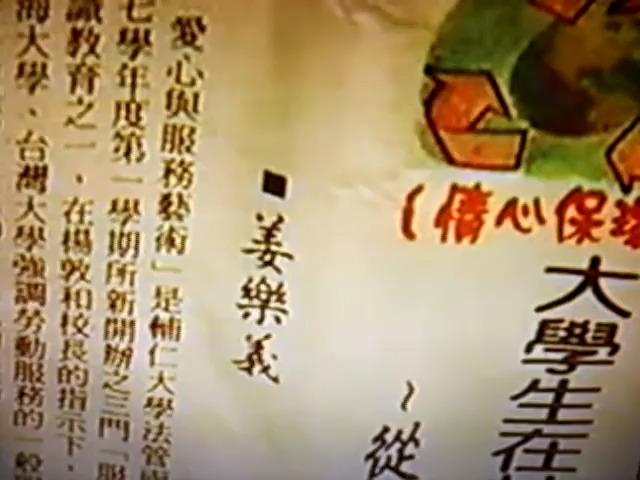 (情心保環
大學生在
～從
■姜樂義
愛心與服務藝術」是輔仁大學法管
七學年度第一學期所新開辦之三門「服
識教育之一，在楊敦和校長的指示下，
海大學、台灣大學強調勞動服務的一般